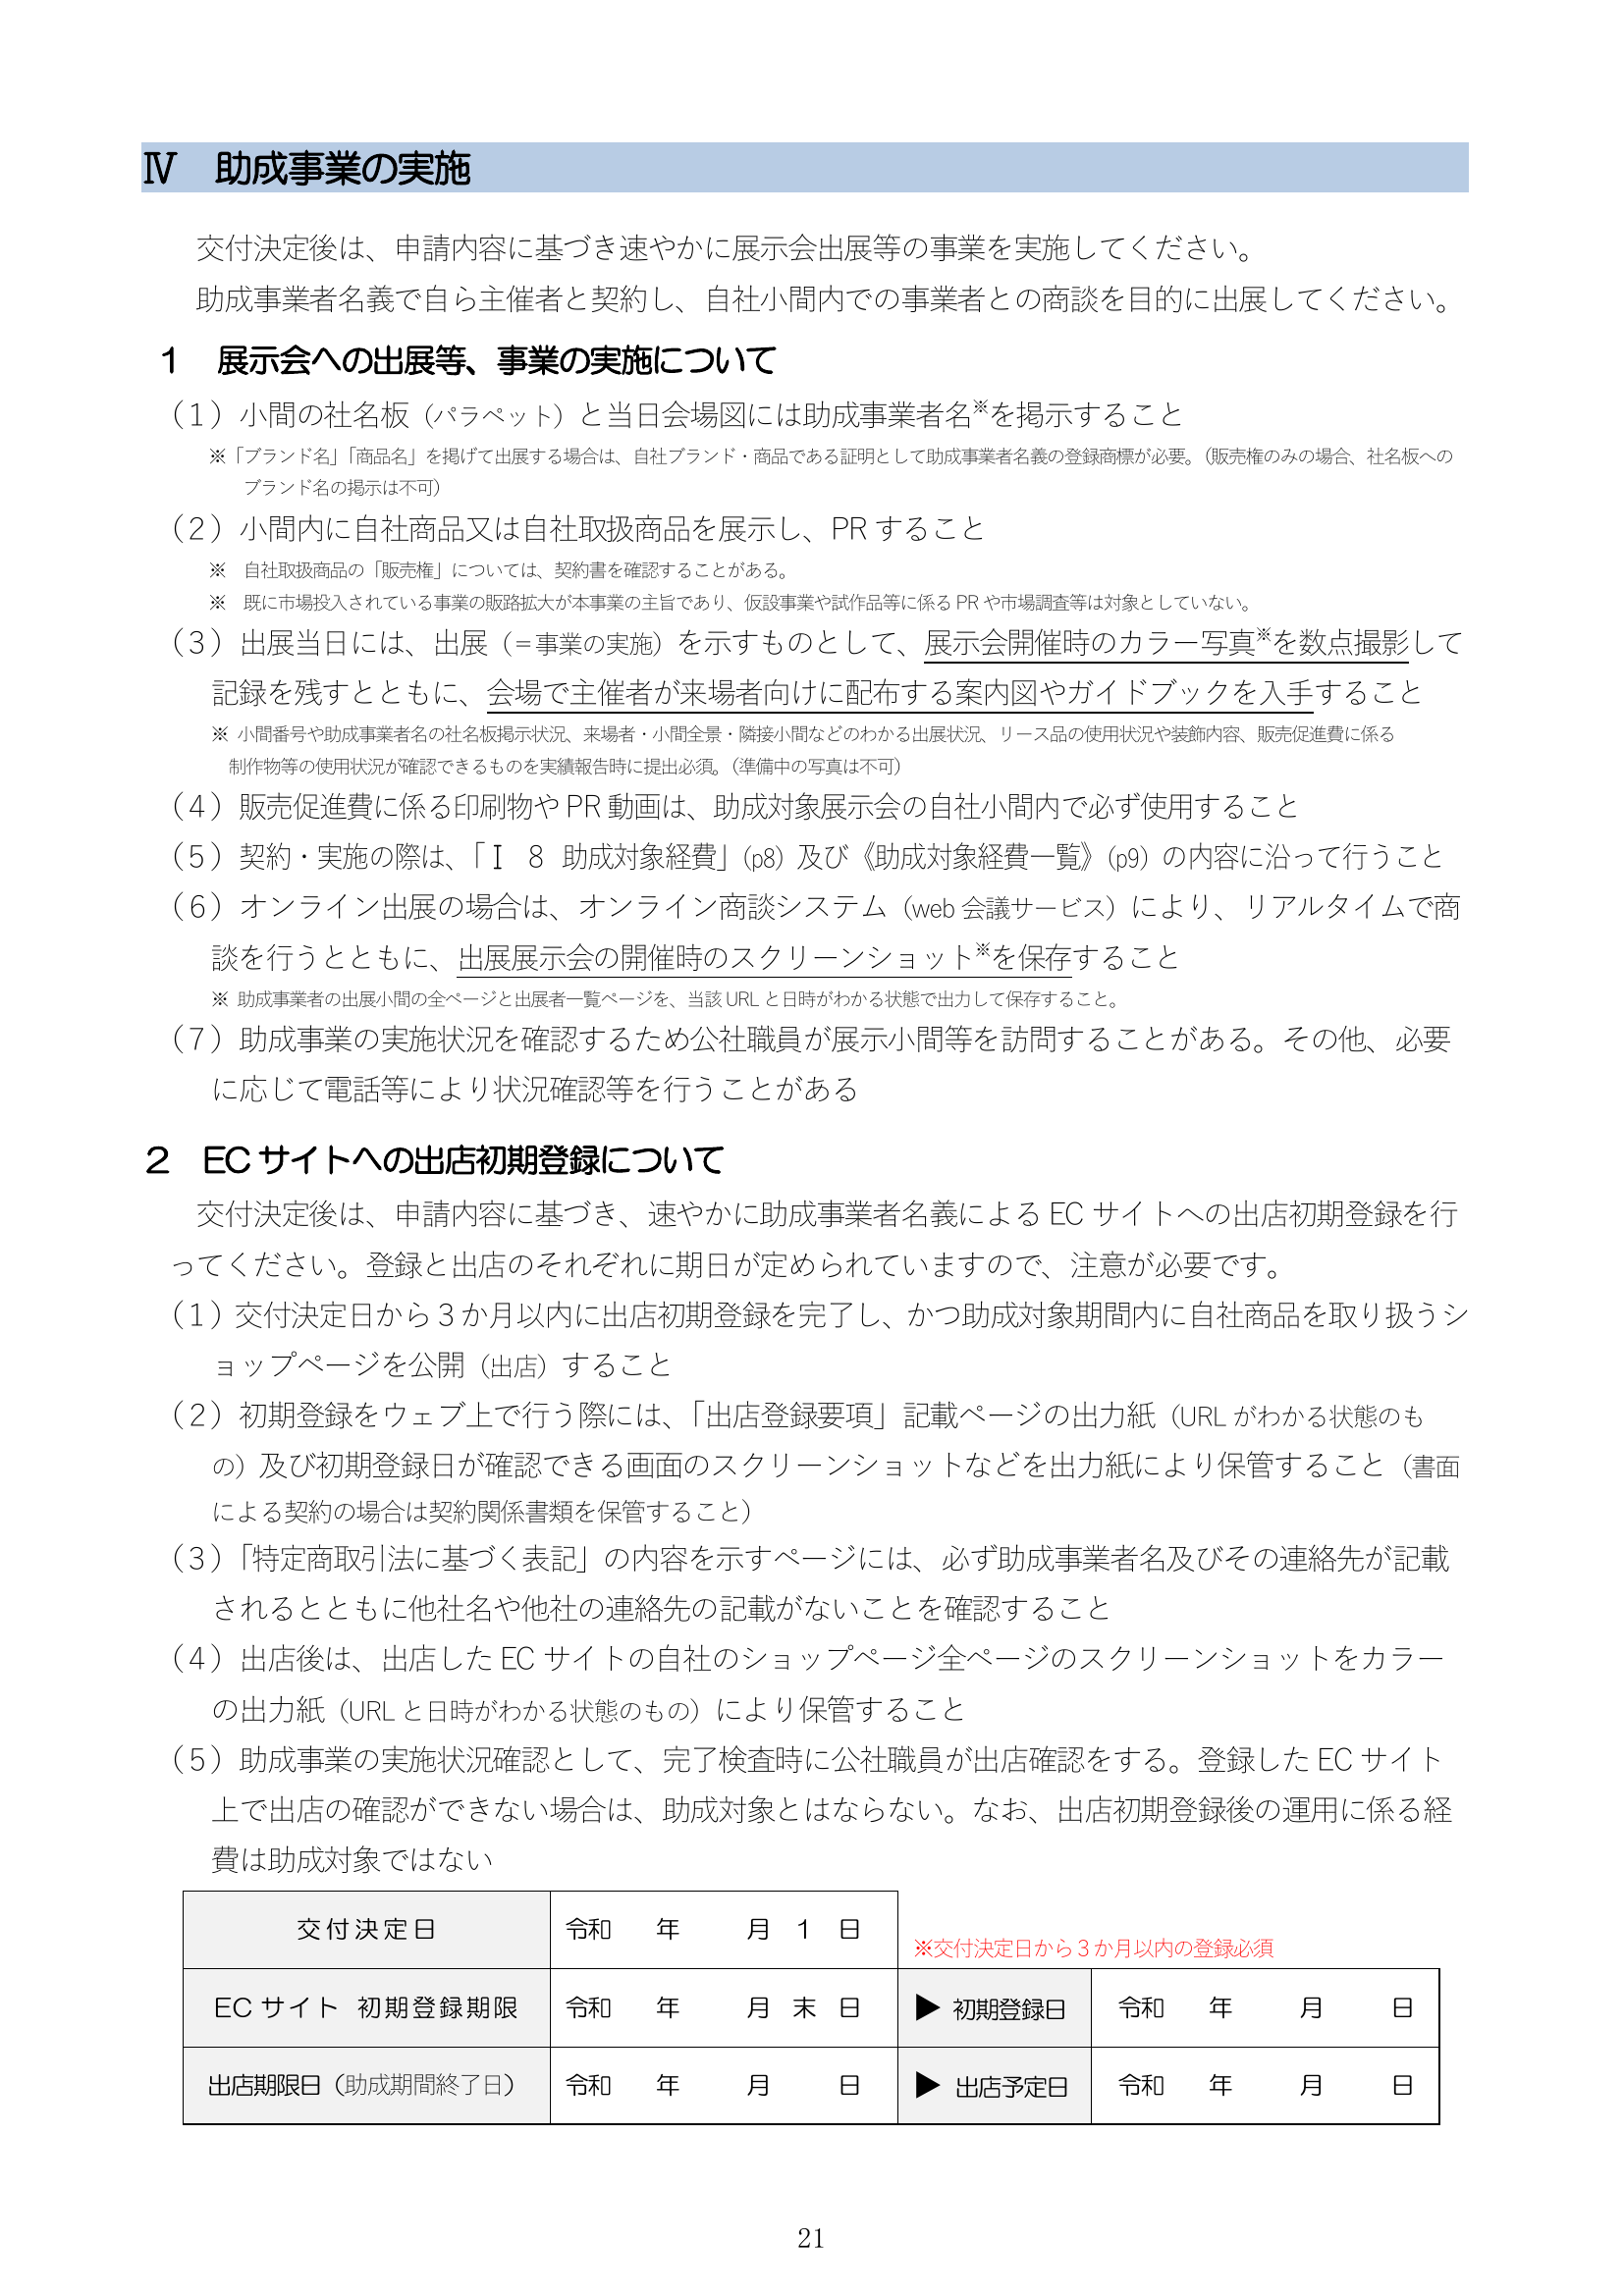 Ⅳ 助成事業の実施
交付決定後は、申請内容に基づき速やかに展示会出展等の事業を実施してください。
助成事業者名義で自ら主催者と契約し、自社小間内での事業者との商談を目的に出展してください。
1 展示会への出展等、事業の実施について
（１）小間の社名板（パラペット）と当日会場図には助成事業者名※を掲示すること
※「ブランド名」「商品名」を掲げて出展する場合は、自社ブランド・商品である証明として助成事業者名義の登録商標が必要。（販売権のみの場合、社名板への
ブランド名の掲示は不可）
（２）小間内に自社商品又は自社取扱商品を展示し、PR すること
※ 自社取扱商品の「販売権」については、契約書を確認することがある。
※ 既に市場投入されている事業の販路拡大が本事業の主旨であり、仮設事業や試作品等に係る PR や市場調査等は対象としていない。
（３）出展当日には、出展（＝事業の実施）を示すものとして、展示会開催時のカラー写真※を数点撮影して
記録を残すとともに、会場で主催者が来場者向けに配布する案内図やガイドブックを入手すること
※ 小間番号や助成事業者名の社名板掲示状況、来場者・小間全景・隣接小間などのわかる出展状況、リース品の使用状況や装飾内容、販売促進費に係る
制作物等の使用状況が確認できるものを実績報告時に提出必須。（準備中の写真は不可）
（４）販売促進費に係る印刷物や PR 動画は、助成対象展示会の自社小間内で必ず使用すること
（５）契約・実施の際は、「Ⅰ 8 助成対象経費」（p8）及び《助成対象経費一覧》（p9）の内容に沿って行うこと
（６）オンライン出展の場合は、オンライン商談システム（web 会議サービス）により、リアルタイムで商
談を行うとともに、出展展示会の開催時のスクリーンショット※を保存すること
※ 助成事業者の出展小間の全ページと出展者一覧ページを、当該 URL と日時がわかる状態で出力して保存すること。
（７）助成事業の実施状況を確認するため公社職員が展示小間等を訪問することがある。その他、必要
に応じて電話等により状況確認等を行うことがある
2 EC サイトへの出店初期登録について
交付決定後は、申請内容に基づき、速やかに助成事業者名義による EC サイトへの出店初期登録を行
ってください。登録と出店のそれぞれに期日が定められていますので、注意が必要です。
（１）交付決定日から３か月以内に出店初期登録を完了し、かつ助成対象期間内に自社商品を取り扱うシ
ョップページを公開（出店）すること
（２）初期登録をウェブ上で行う際には、「出店登録要項」記載ページの出力紙（URL がわかる状態のも
の）及び初期登録日が確認できる画面のスクリーンショットなどを出力紙により保管すること（書面
による契約の場合は契約関係書類を保管すること）
（３）「特定商取引法に基づく表記」の内容を示すページには、必ず助成事業者名及びその連絡先が記載
されるとともに他社名や他社の連絡先の記載がないことを確認すること
（４）出店後は、出店した EC サイトの自社のショップページ全ページのスクリーンショットをカラー
の出力紙（URL と日時がわかる状態のもの）により保管すること
（５）助成事業の実施状況確認として、完了検査時に公社職員が出店確認をする。登録した EC サイト
上で出店の確認ができない場合は、助成対象とはならない。なお、出店初期登録後の運用に係る経
費は助成対象ではない
交付決定日 令和 年 月 1 日
※交付決定日から３か月以内の登録必須
EC サイト 初期登録期限 令和 年 月 末 日 ▶ 初期登録日 令和 年 月 日
出店期限日（助成期間終了日） 令和 年 月 日 ▶ 出店予定日 令和 年 月 日
21